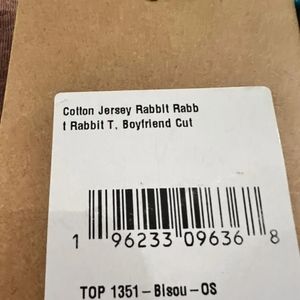 Cotton Jersey Rabbit Rabb
t Rabbit T, Boyfriend Cut
1 96233 09636 8
TOP 1351-Bisou-OS